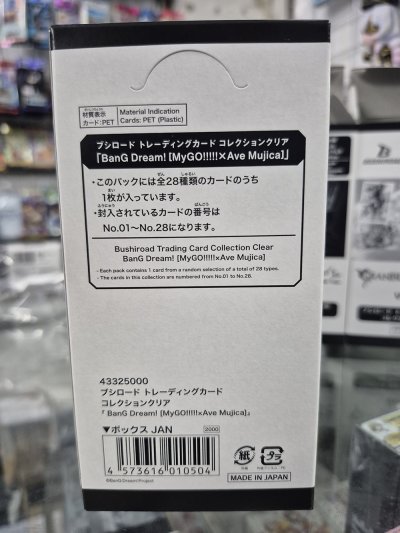 材質表示
カード:PET
Material Indication
Cards: PET (Plastic)
ブシロード トレーディングカード コレクションクリア
「BanG Dream! [MyGO!!!!!×Ave Mujica]」
・このパックには全28種類のカードのうち
1枚が入っています。
・封入されているカードの番号は
No.01～No.28になります。
Bushiroad Trading Card Collection Clear
BanG Dream! [MyGO!!!!!×Ave Mujica]
- Each pack contains 1 card from a random selection of a total of 28 types.
- The cards in this collection are numbered from No.01 to No.28.
43325000
ブシロード トレーディングカード
コレクションクリア
「 BanG Dream! [MyGO!!!!!×Ave Mujica]」
▼ボックス JAN
2000
4 573616 010504
©BanG Dream! Project
紙
プラ
MADE IN JAPAN